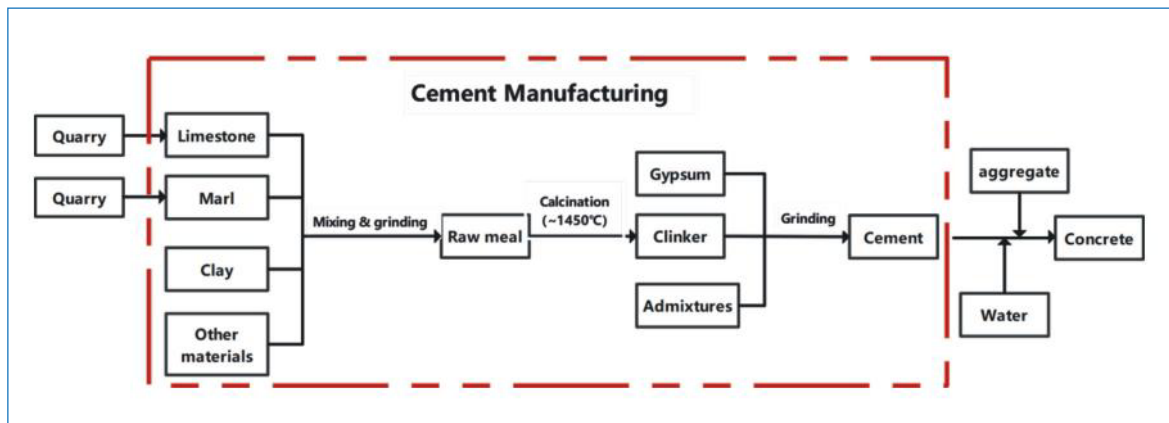 Cement Manufacturing
Quarry
Limestone
Quarry
Marl
Clay
Other
materials
Mixing & grinding
Raw meal
Calcination
(~1450℃)
Gypsum
Clinker
Admixtures
Grinding
Cement
aggregate
Water
Concrete